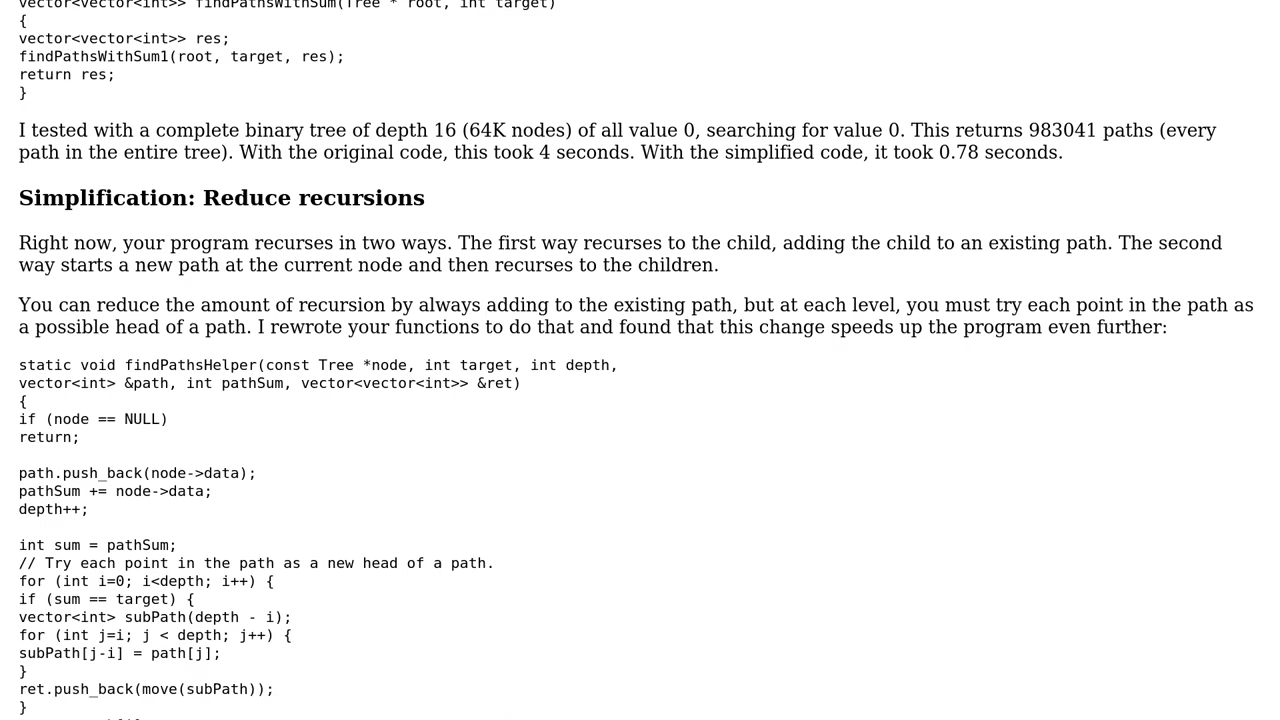 vector<vector<int>> findPathsWithSum(Tree * root, int target)
{
vector<vector<int>> res;
findPathsWithSum1(root, target, res);
return res;
}
I tested with a complete binary tree of depth 16 (64K nodes) of all value 0, searching for value 0. This returns 983041 paths (every
path in the entire tree). With the original code, this took 4 seconds. With the simplified code, it took 0.78 seconds.
Simplification: Reduce recursions
Right now, your program recurses in two ways. The first way recurses to the child, adding the child to an existing path. The second
way starts a new path at the current node and then recurses to the children.
You can reduce the amount of recursion by always adding to the existing path, but at each level, you must try each point in the path as
a possible head of a path. I rewrote your functions to do that and found that this change speeds up the program even further:
static void findPathsHelper(const Tree *node, int target, int depth,
vector<int> &path, int pathSum, vector<vector<int>> &ret)
{
if (node == NULL)
return;
path.push_back(node->data);
pathSum += node->data;
depth++;
int sum = pathSum;
// Try each point in the path as a new head of a path.
for (int i=0; i<depth; i++) {
if (sum == target) {
vector<int> subPath(depth - i);
for (int j=i; j < depth; j++) {
subPath[j-i] = path[j];
}
ret.push_back(move(subPath));
}